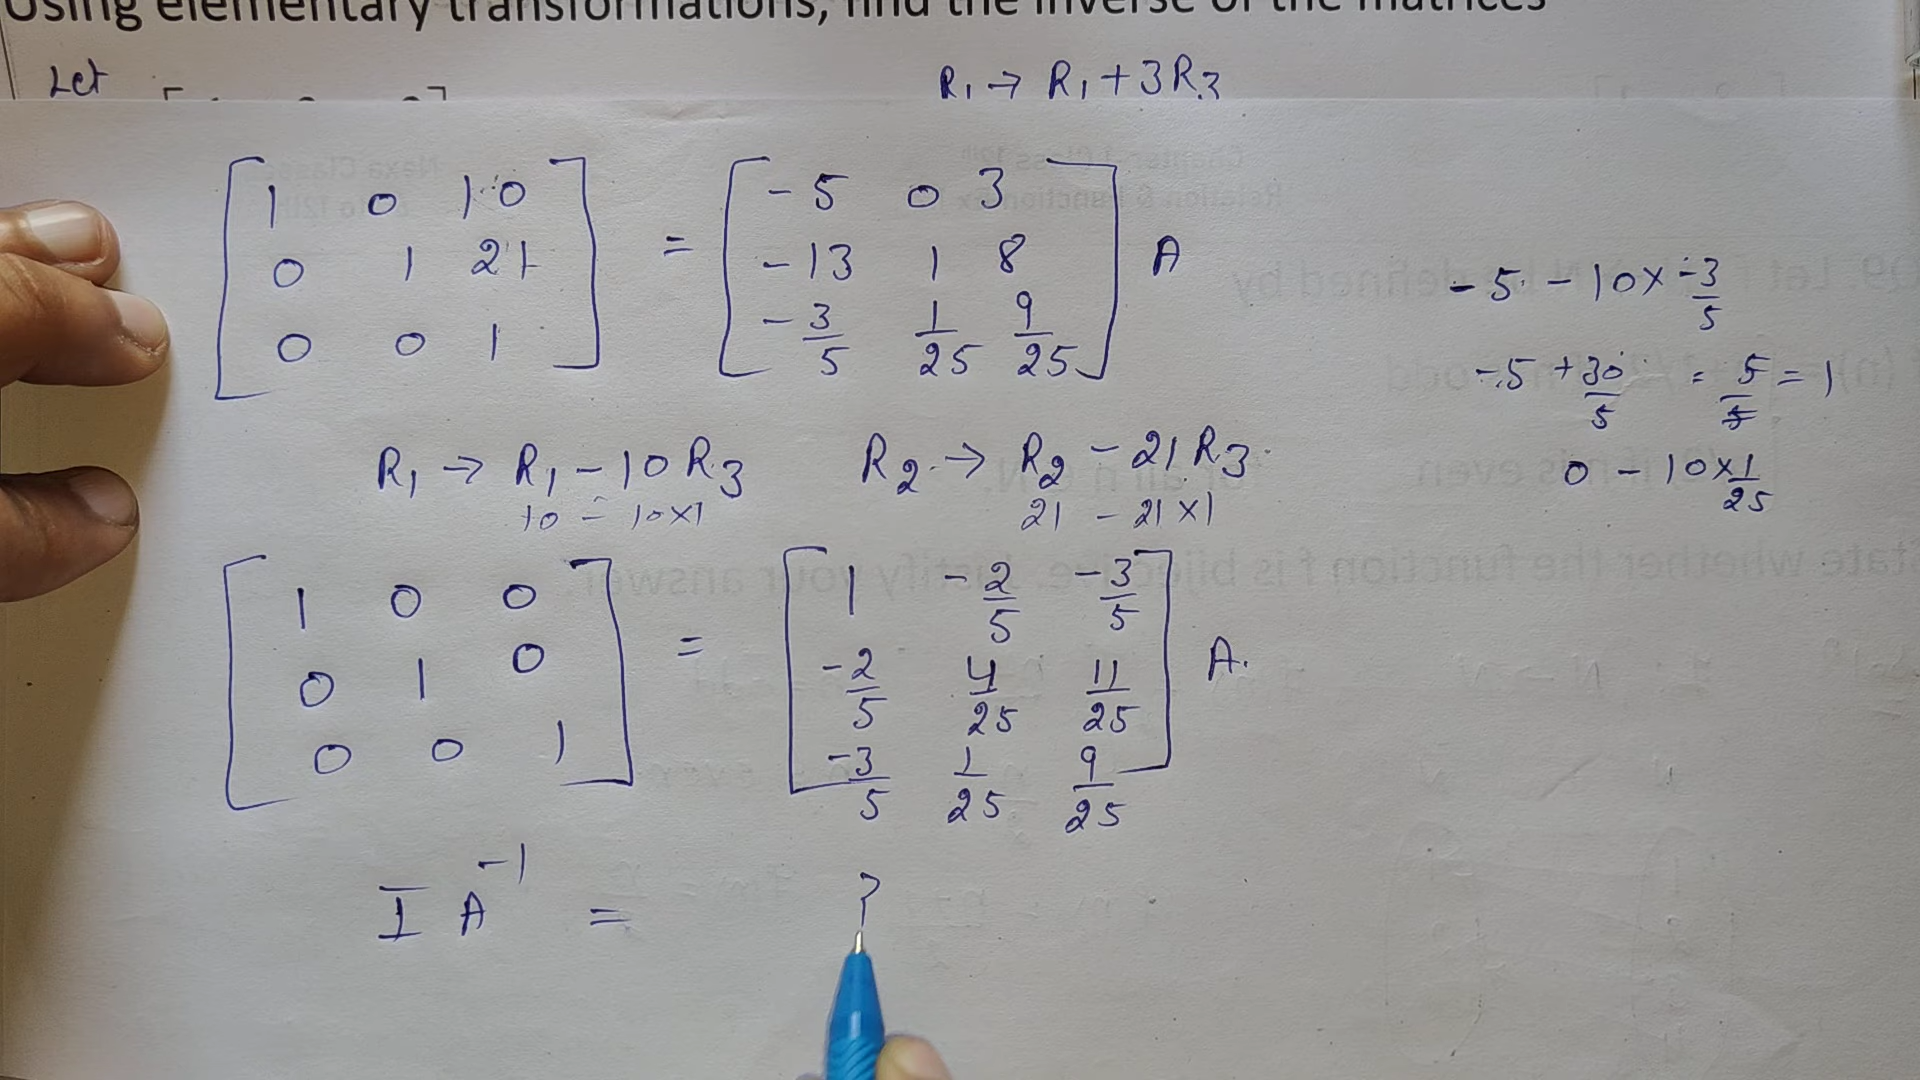 Using elementary transformations, find the inverse of the matrices
Let
R₁ → R₁ + 3R₃
[ 1 0 10 ] = [ -5 0 3 ]
[ 0 1 21 ] [ -13 1 8 ] A
[ 0 0 1 ] [ -3/5 1/25 9/25 ]
-5 - 10 × -3/5
-5 + 30/5 = 5/5 = 1
0 - 10 × 1/25
R₁ → R₁ - 10R₃ R₂ → R₂ - 21R₃
10 - 10×1 21 - 21×1
[ 1 0 0 ] = [ 1 -2/5 -3/5 ]
[ 0 1 0 ] [ -2/5 4/25 11/25 ] A.
[ 0 0 1 ] [ -3/5 1/25 9/25 ]
I A⁻¹ = ?